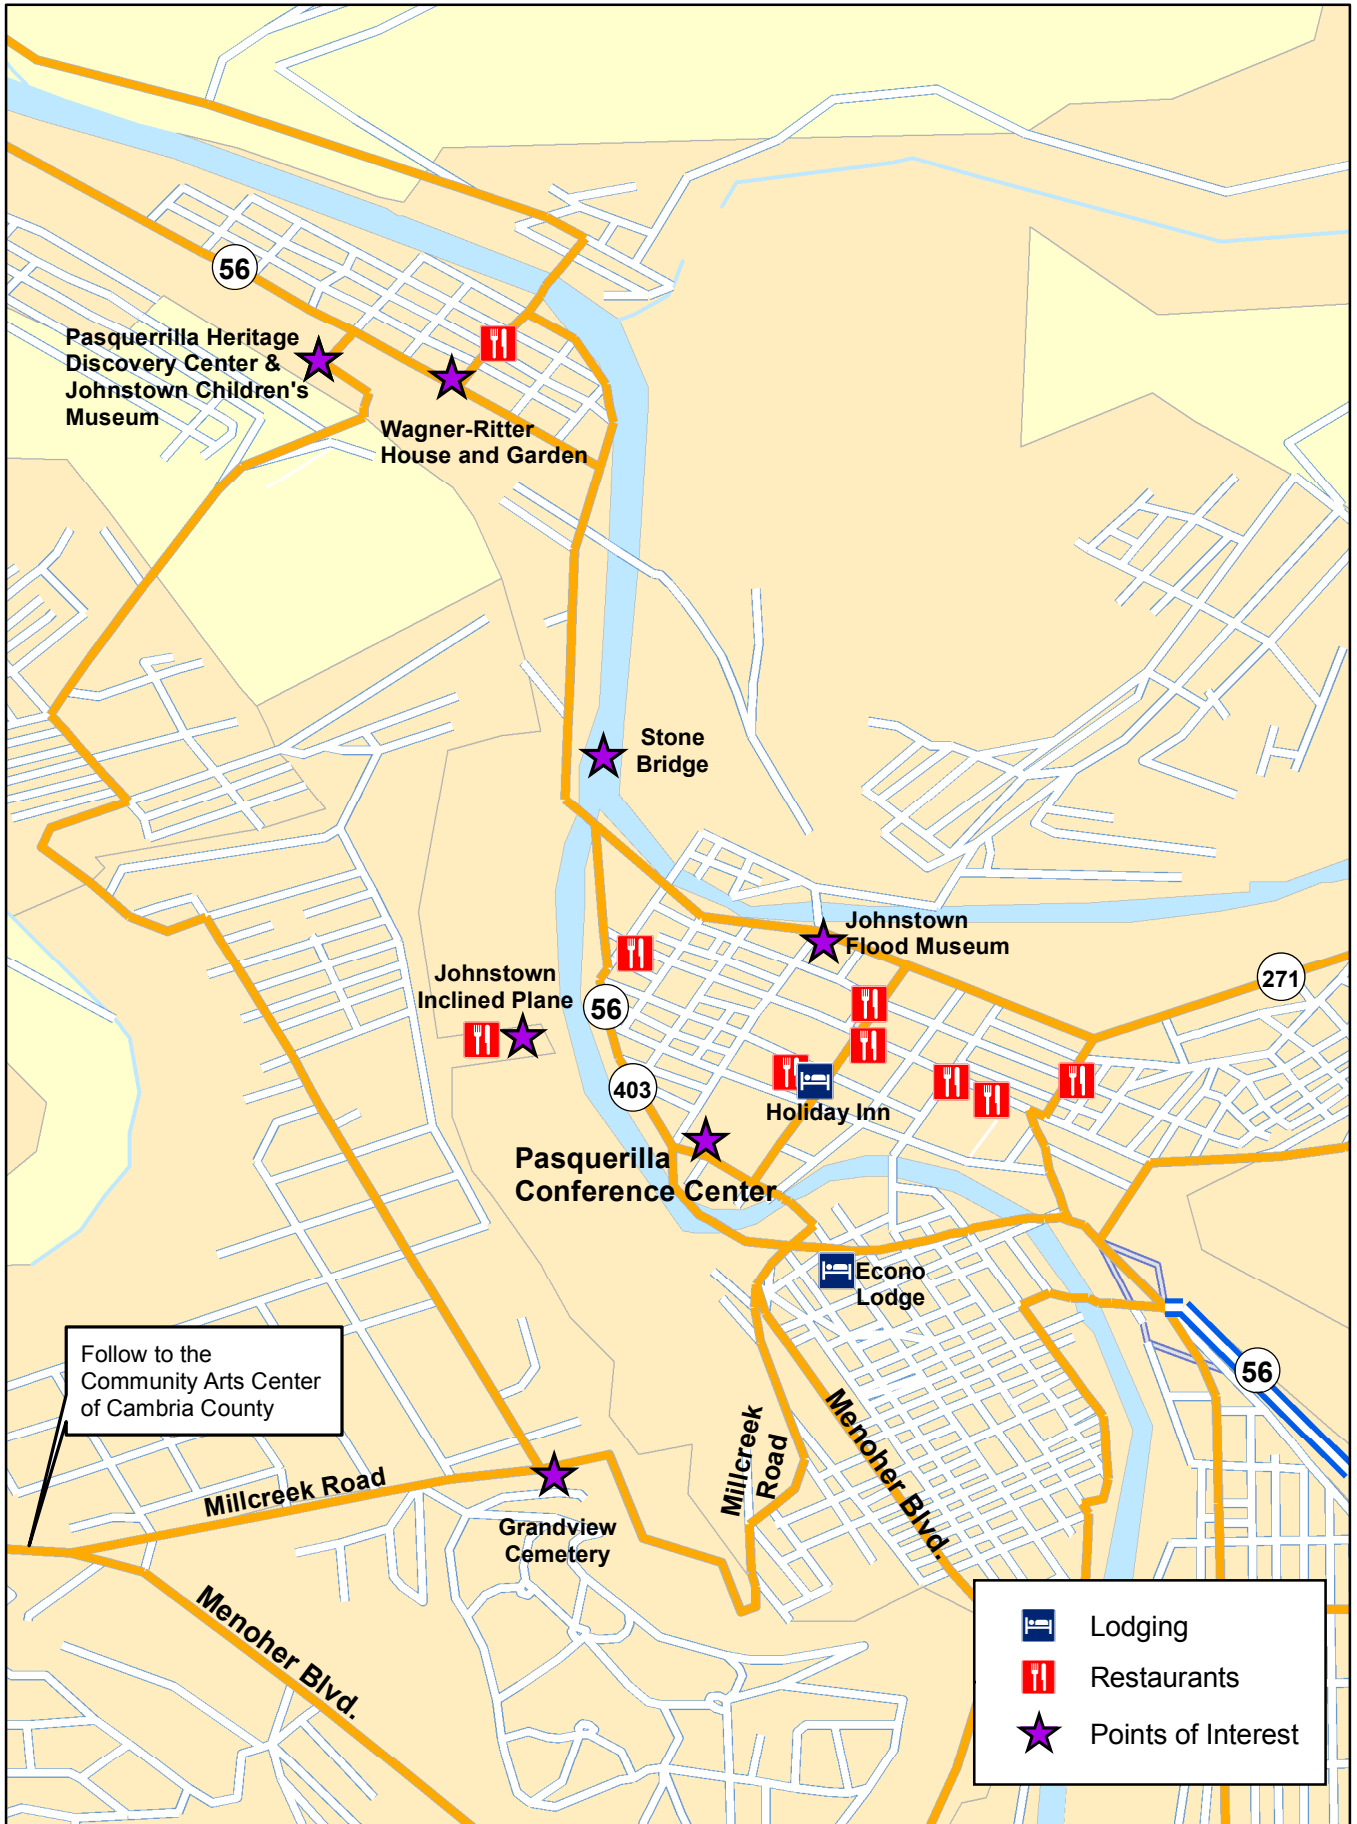 56
Pasquerrilla Heritage
Discovery Center &
Johnstown Children's
Museum
Wagner-Ritter
House and Garden
Stone
Bridge
Johnstown
Flood Museum
Johnstown
Inclined Plane
271
56
403
Holiday Inn
Pasquerilla
Conference Center
Econo
Lodge
Follow to the
Community Arts Center
of Cambria County
56
Millcreek
Road
Menoher Blvd.
Millcreek Road
Grandview
Cemetery
Menoher Blvd.
Lodging
Restaurants
Points of Interest